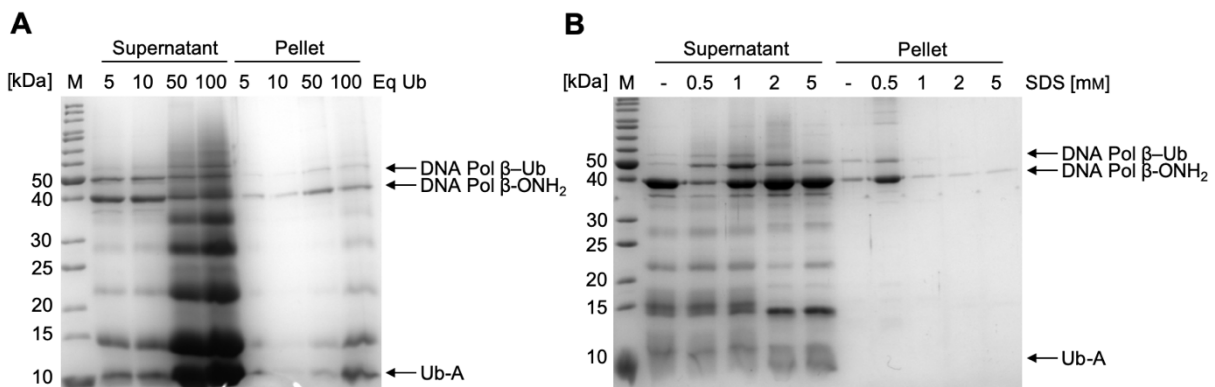 A
Supernatant Pellet
[kDa] M 5 10 50 100 5 10 50 100 Eq Ub
DNA Pol β–Ub
50
DNA Pol β-ONH₂
40
30
25
20
15
10
Ub-A
B
Supernatant Pellet
[kDa] M - 0.5 1 2 5 - 0.5 1 2 5 SDS [mM]
DNA Pol β–Ub
50
DNA Pol β-ONH₂
40
30
25
20
15
10
Ub-A